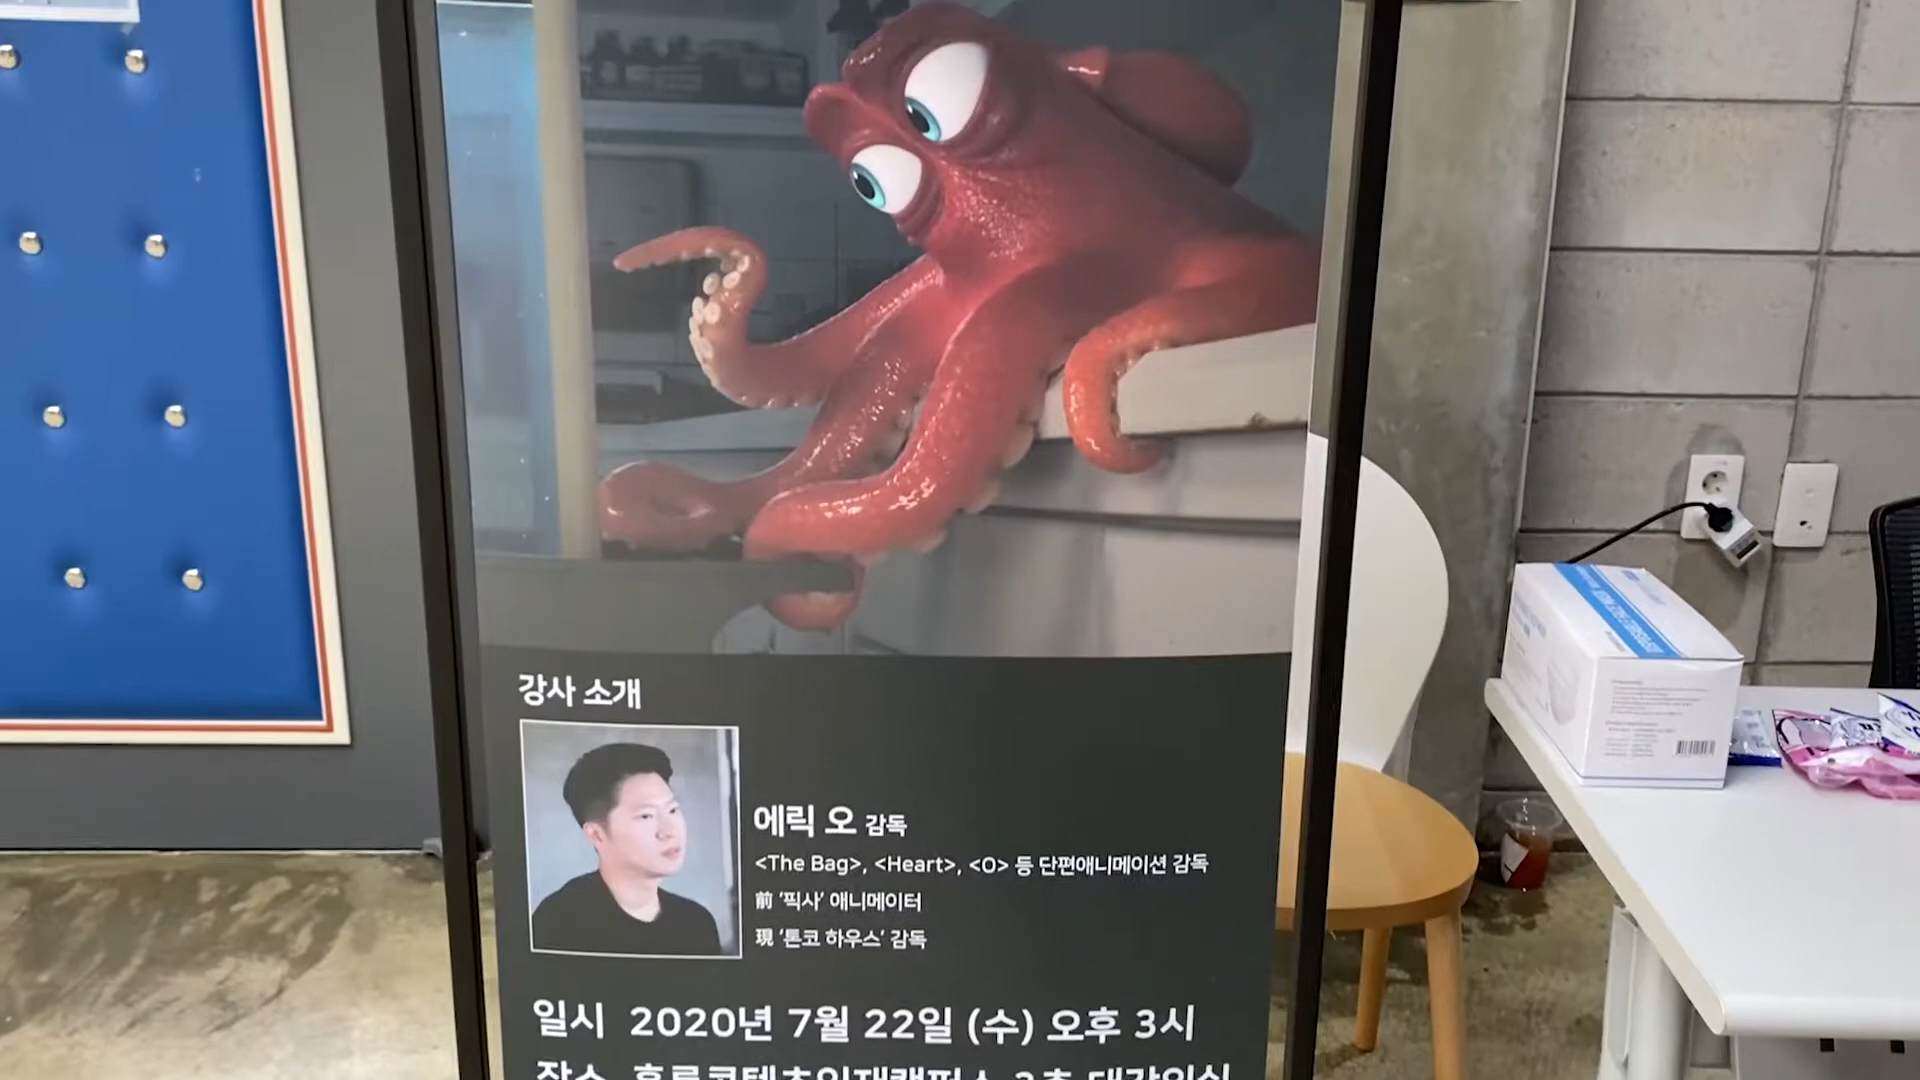 강사 소개
에릭 오 감독
<The Bag>, <Heart>, <O> 등 단편애니메이션 감독
前 '픽사' 애니메이터
現 '톤코 하우스' 감독
일시 2020년 7월 22일 (수) 오후 3시
장소 홍릉콘텐츠인재캠퍼스 3층 대강의실